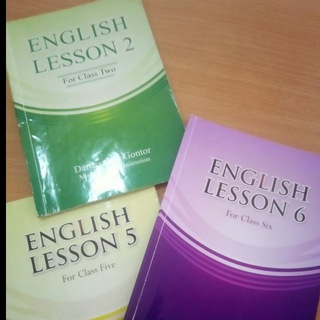 ENGLISH
LESSON 2
For Class Two
Gontor
ENGLISH
LESSON 5
For Class Five
ENGLISH
LESSON 6
For Class Six